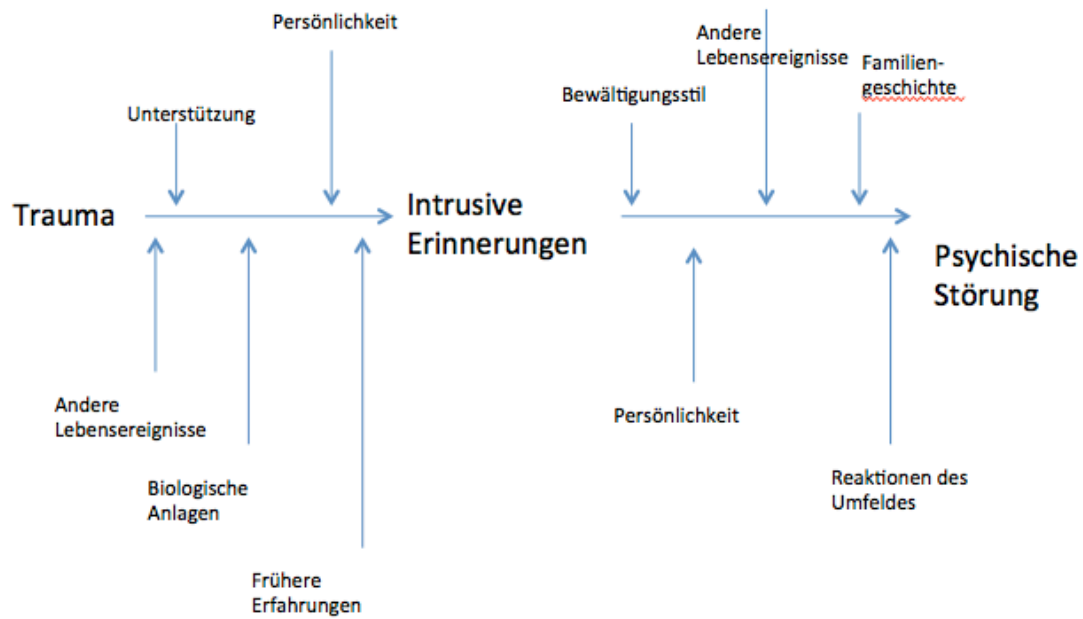 Persönlichkeit
Unterstützung
Trauma
Intrusive
Erinnerungen
Andere
Lebensereignisse
Biologische
Anlagen
Frühere
Erfahrungen
Andere
Lebensereignisse
Familien-
geschichte
Bewältigungsstil
Psychische
Störung
Persönlichkeit
Reaktionen des
Umfeldes